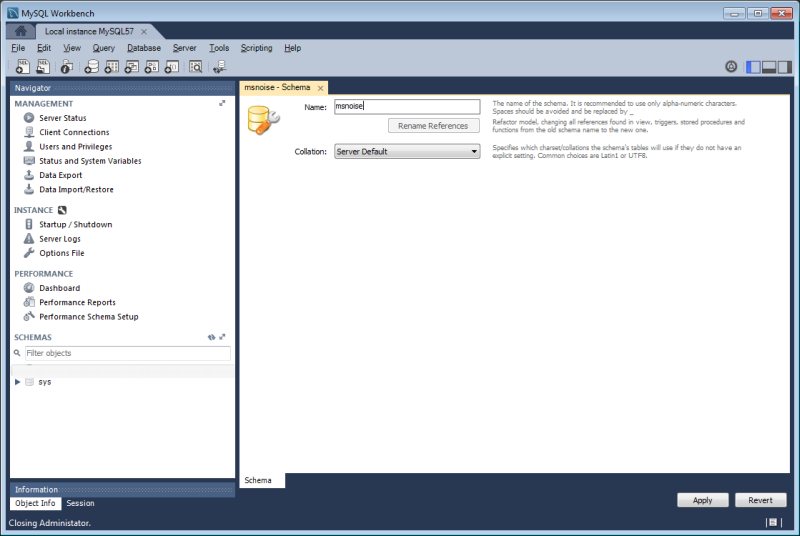 MySQL Workbench
Local instance MySQL57
File Edit View Query Database Server Tools Scripting Help
Navigator
MANAGEMENT
Server Status
Client Connections
Users and Privileges
Status and System Variables
Data Export
Data Import/Restore
INSTANCE
Startup / Shutdown
Server Logs
Options File
PERFORMANCE
Dashboard
Performance Reports
Performance Schema Setup
SCHEMAS
Filter objects
sys
Information
Object Info Session
Closing Administator.
msnoise - Schema
Name: msnoise
The name of the schema. It is recommended to use only alpha-numeric characters.
Spaces should be avoided and be replaced by _
Rename References
Refactor model, changing all references found in view, triggers, stored procedures and
functions from the old schema name to the new one.
Collation: Server Default
Specifies which charset/collations the schema's tables will use if they do not have an
explicit setting. Common choices are Latin1 or UTF8.
Schema
Apply Revert